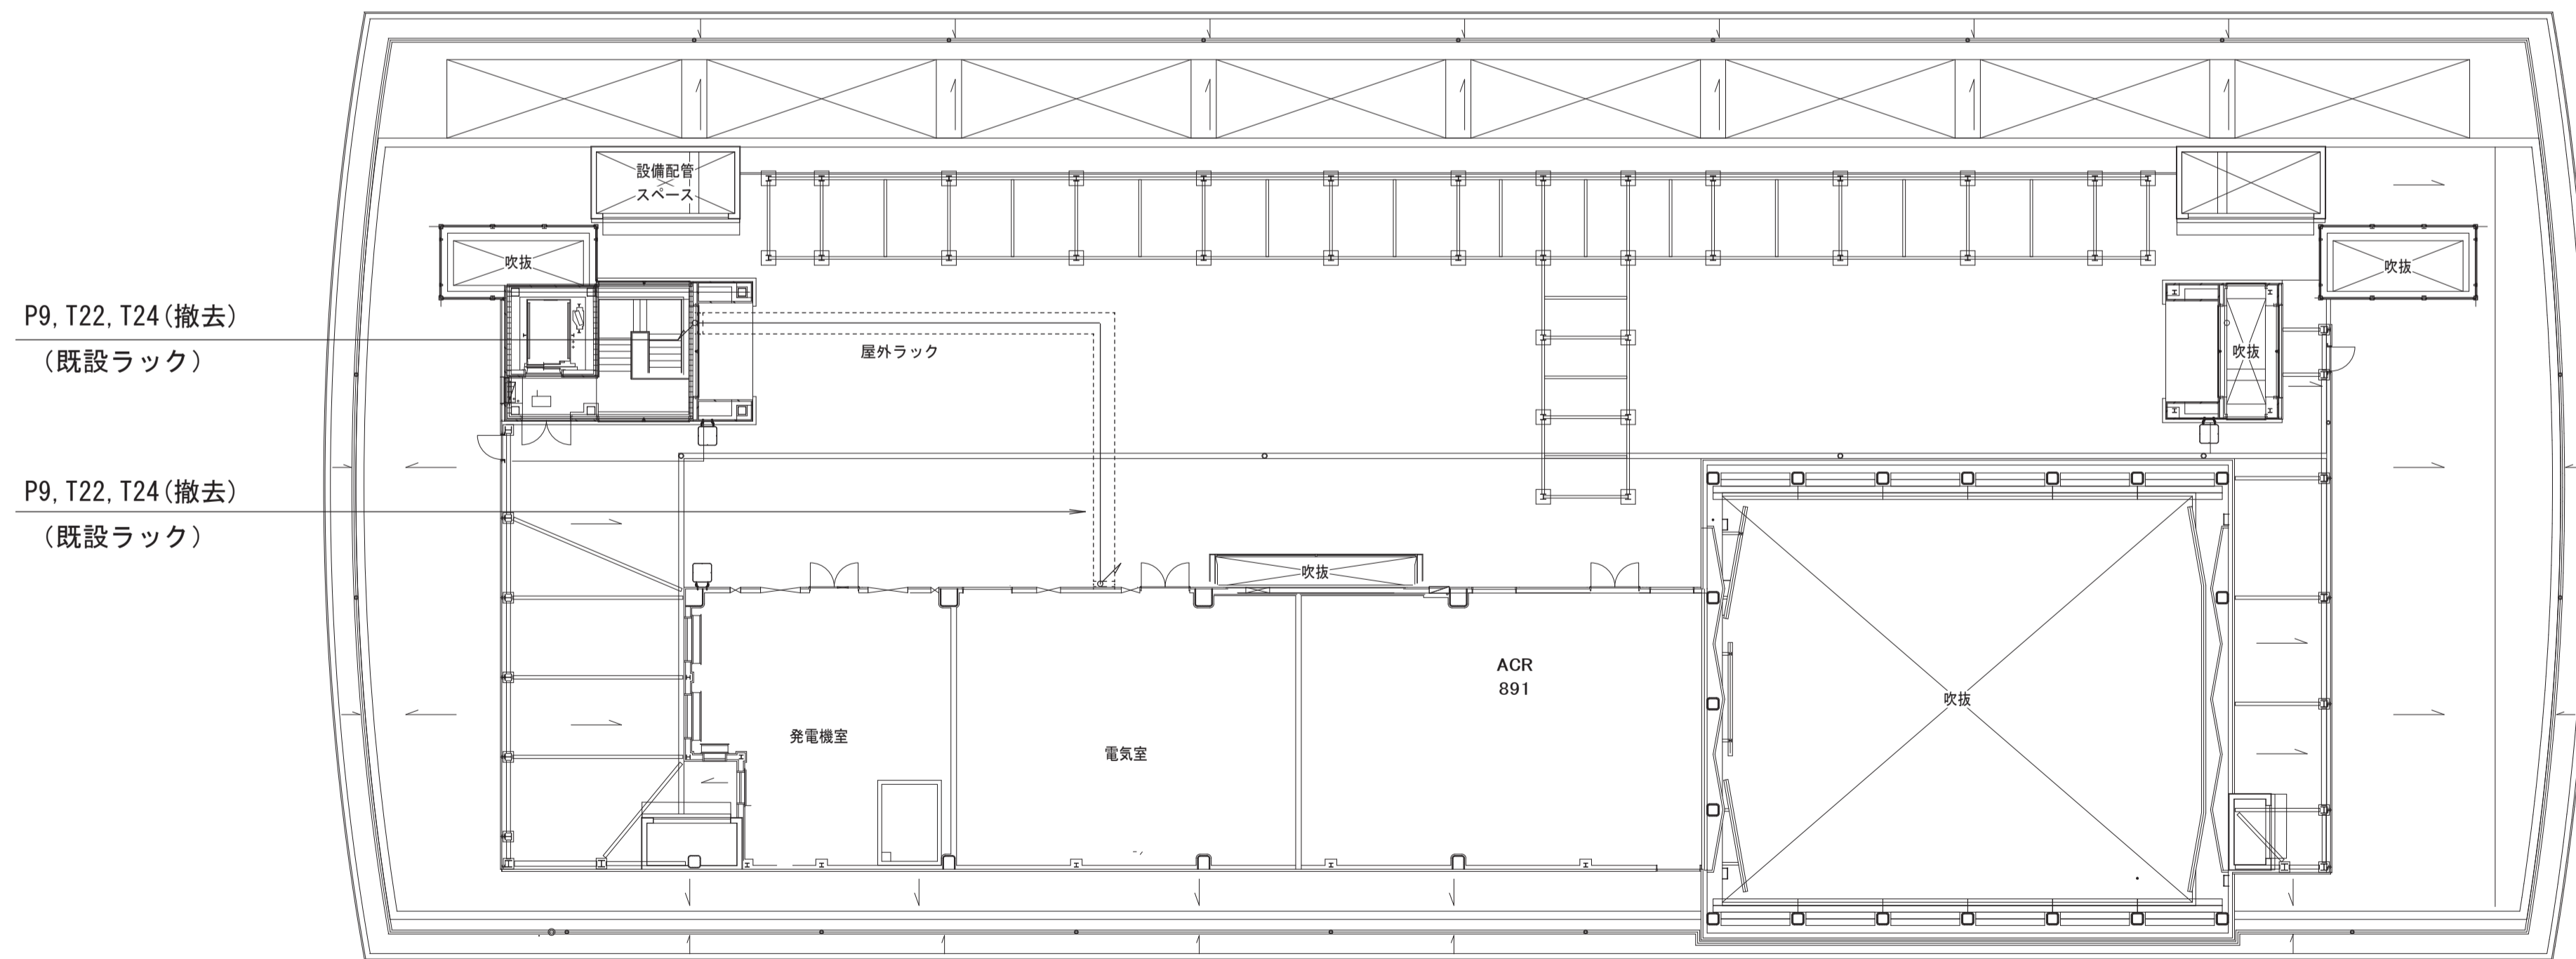 設備配管
スペース
吹抜
吹抜
P9, T22, T24(撤去)
(既設ラック)
屋外ラック
吹抜
P9, T22, T24(撤去)
(既設ラック)
吹抜
ACR
891
吹抜
発電機室
電気室